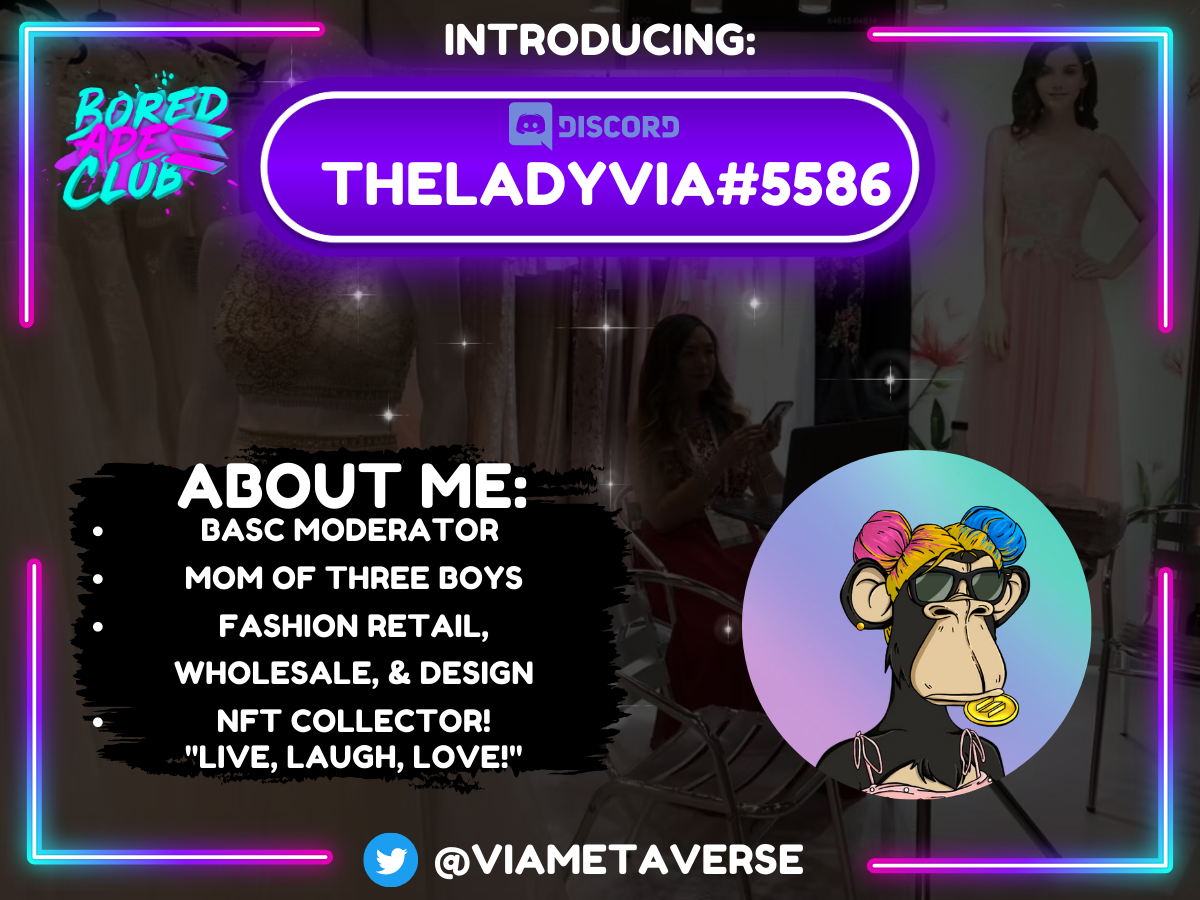 INTRODUCING:
BORED
APE
CLUB
DISCORD
THELADYVIA#5586
ABOUT ME:
• BASC MODERATOR
• MOM OF THREE BOYS
• FASHION RETAIL,
WHOLESALE, & DESIGN
• NFT COLLECTOR!
"LIVE, LAUGH, LOVE!"
@VIAMETAVERSE